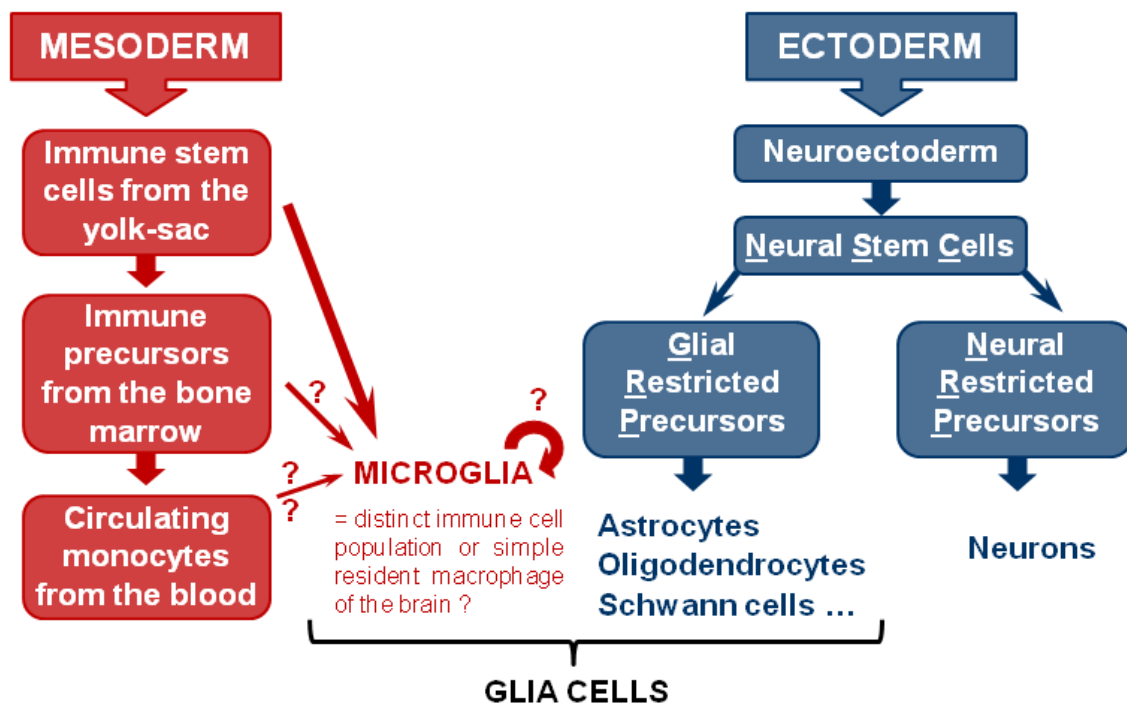 MESODERM
Immune stem
cells from the
yolk-sac
Immune
precursors
from the bone
marrow
Circulating
monocytes
from the blood
?
?
?
?
MICROGLIA
= distinct immune cell
population or simple
resident macrophage
of the brain ?
ECTODERM
Neuroectoderm
Neural Stem Cells
Glial
Restricted
Precursors
Neural
Restricted
Precursors
Astrocytes
Oligodendrocytes
Schwann cells ...
Neurons
GLIA CELLS